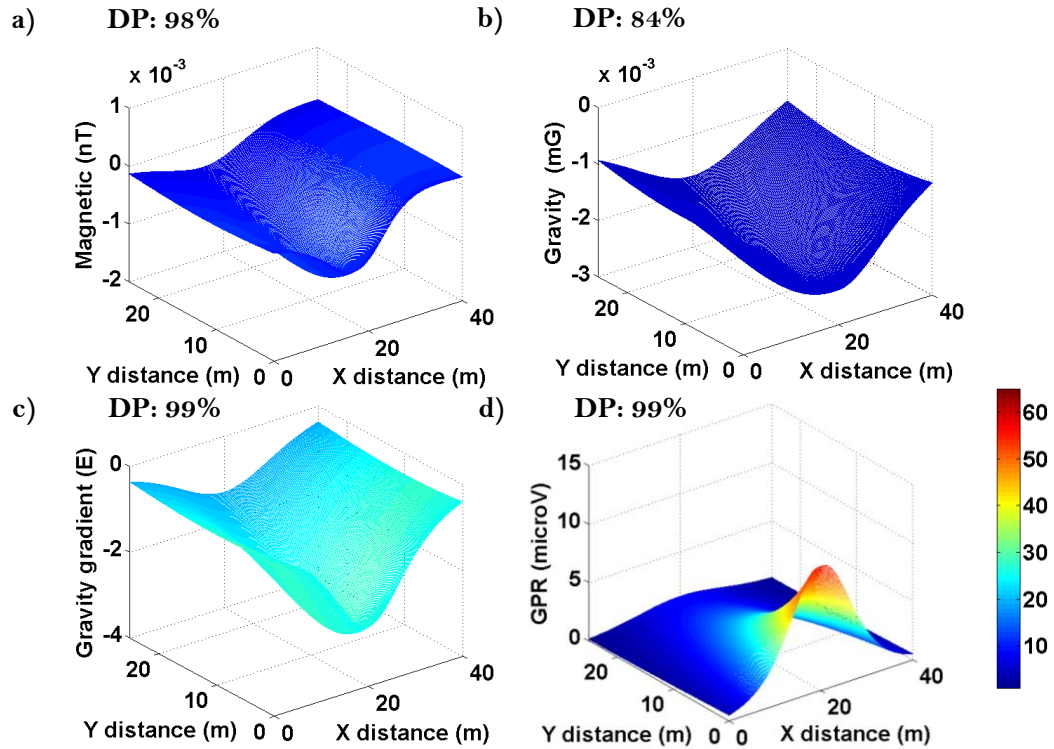 a) DP: 98%
x 10⁻³
Magnetic (nT)
1
0
-1
-2
20
10
0
0
20
40
Y distance (m)
X distance (m)
b) DP: 84%
x 10⁻³
Gravity (mG)
0
-1
-2
-3
20
10
0
0
20
40
Y distance (m)
X distance (m)
c) DP: 99%
Gravity gradient (E)
0
-2
-4
20
10
0
0
20
40
Y distance (m)
X distance (m)
d) DP: 99%
GPR (microV)
15
10
5
0
20
10
0
0
20
40
Y distance (m)
X distance (m)
60
50
40
30
20
10